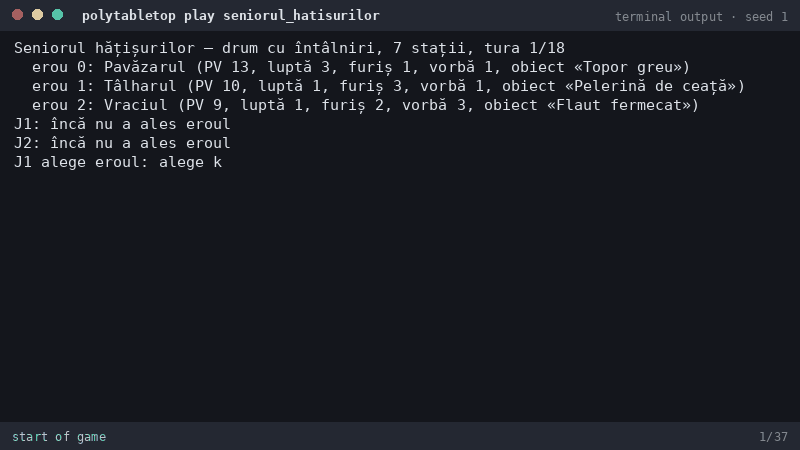 polytabletop play seniorul_hatisurilor
terminal output · seed 1
Seniorul hățișurilor — drum cu întâlniri, 7 stații, tura 1/18
erou 0: Pavăzarul (PV 13, luptă 3, furiș 1, vorbă 1, obiect «Topor greu»)
erou 1: Tâlharul (PV 10, luptă 1, furiș 3, vorbă 1, obiect «Pelerină de ceață»)
erou 2: Vraciul (PV 9, luptă 1, furiș 2, vorbă 3, obiect «Flaut fermecat»)
J1: încă nu a ales eroul
J2: încă nu a ales eroul
J1 alege eroul: alege k
start of game
1/37